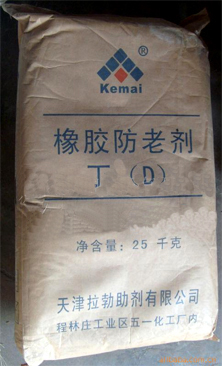 ®
Kemai
橡胶防老剂
丁（D）
净含量：25 千克
天津拉勃助剂有限公司
程林庄工业区五一化工厂内